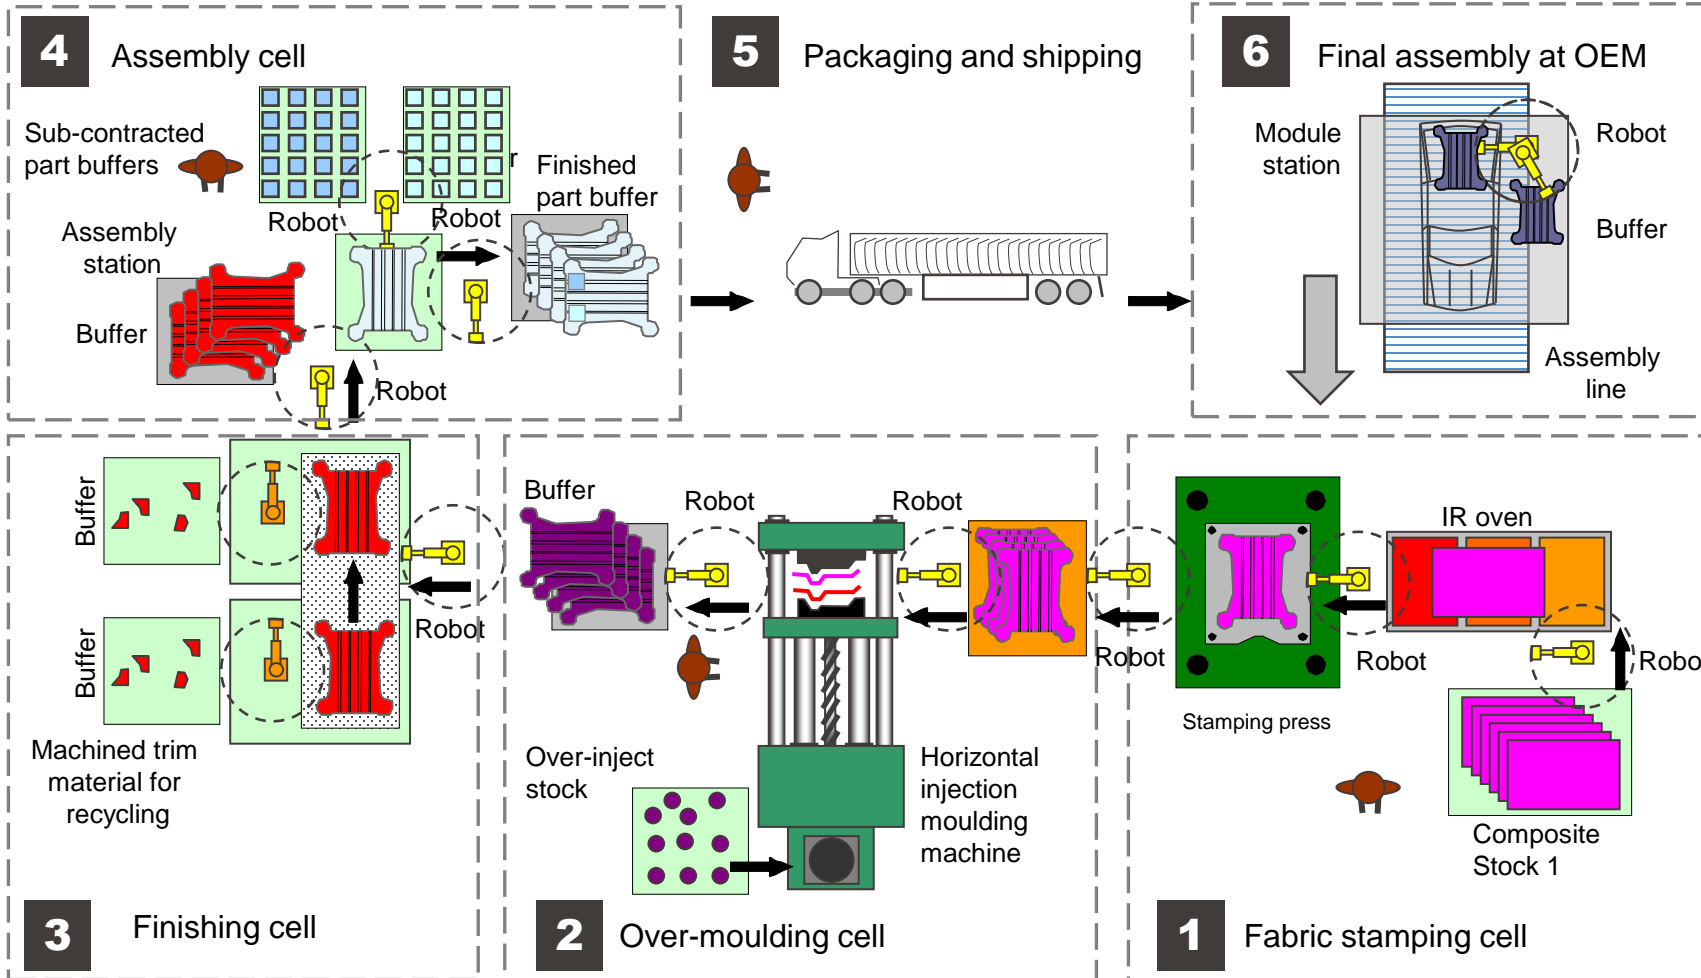 4
Assembly cell
Sub-contracted
part buffers
r
Finished
part buffer
Robot
Robot
Assembly
station
Buffer
Robot
5
Packaging and shipping
6
Final assembly at OEM
Module
station
Robot
Buffer
Assembly
line
Buffer
Buffer
Robot
Machined trim
material for
recycling
3
Finishing cell
Buffer
Robot
Robot
Over-inject
stock
Horizontal
injection
moulding
machine
2
Over-moulding cell
IR oven
Robot
Robot
Robo
Stamping press
Composite
Stock 1
1
Fabric stamping cell